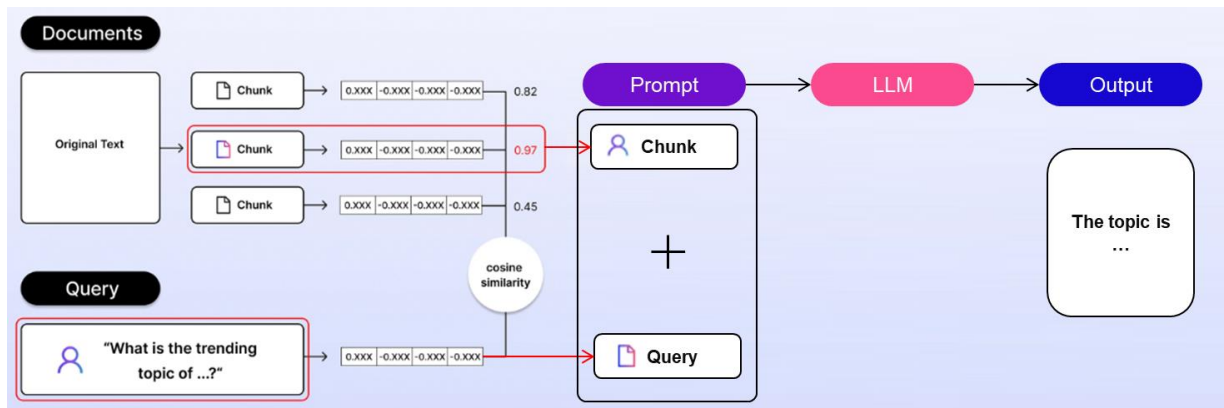 Documents
Original Text
Chunk
0.XXX -0.XXX -0.XXX -0.XXX
0.82
Chunk
0.XXX -0.XXX -0.XXX -0.XXX
0.97
Chunk
0.XXX -0.XXX -0.XXX -0.XXX
0.45
cosine
similarity
Query
“What is the trending
topic of ...?“
0.XXX -0.XXX -0.XXX -0.XXX
Prompt
Chunk
+
Query
LLM
Output
The topic is
...